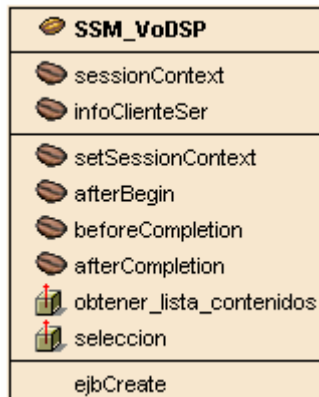 SSM_VoDSP
sessionContext
infoClienteSer
setSessionContext
afterBegin
beforeCompletion
afterCompletion
obtener_lista_contenidos
seleccion
ejbCreate